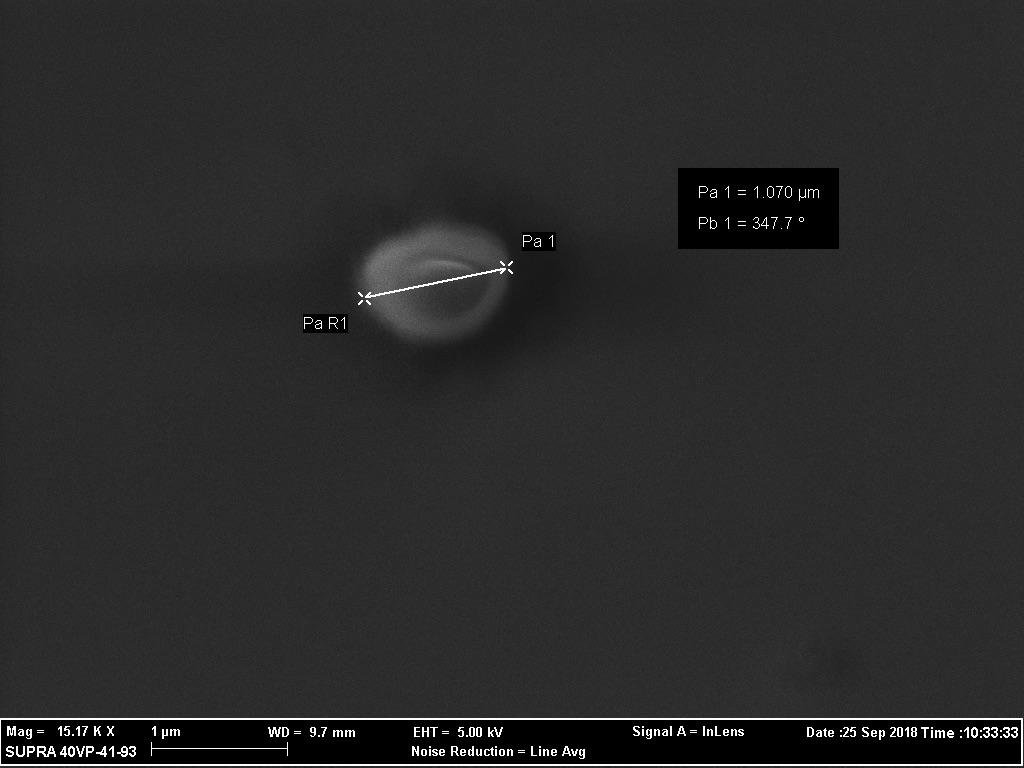 Pa 1 = 1.070 µm
Pb 1 = 347.7 °
Pa 1
Pa R1
Mag = 15.17 K X
1 µm
WD = 9.7 mm
EHT = 5.00 kV
Signal A = InLens
Date :25 Sep 2018 Time :10:33:33
SUPRA 40VP-41-93
Noise Reduction = Line Avg